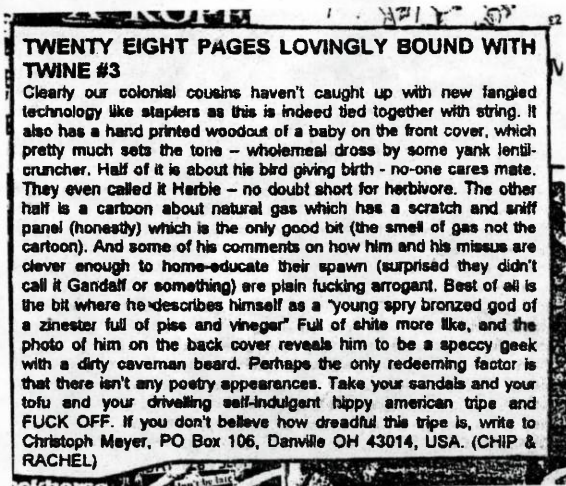 TWENTY EIGHT PAGES LOVINGLY BOUND WITH
TWINE #3
Clearly our colonial cousins haven't caught up with new fangled
technology like staplers as this is indeed tied together with string. It
also has a hand printed woodcut of a baby on the front cover, which
pretty much sets the tone – wholemeal dross by some yank lentil-
cruncher. Half of it is about his bird giving birth - no-one cares mate.
They even called it Herbie – no doubt short for herbivore. The other
half is a cartoon about natural gas which has a scratch and sniff
panel (honestly) which is the only good bit (the smell of gas not the
cartoon). And some of his comments on how him and his missus are
clever enough to home-educate their spawn (surprised they didn't
call it Gandalf or something) are plain fucking arrogant. Best of all is
the bit where he describes himself as a "young spry bronzed god of
a zinester full of piss and vinegar" Full of shite more like, and the
photo of him on the back cover reveals him to be a speccy geek
with a dirty caveman beard. Perhaps the only redeeming factor is
that there isn't any poetry appearances. Take your sandals and your
tofu and your drivelling self-indulgent hippy american tripe and
FUCK OFF. If you don't believe how dreadful this tripe is, write to
Christoph Meyer, PO Box 106, Danville OH 43014, USA. (CHIP &
RACHEL)